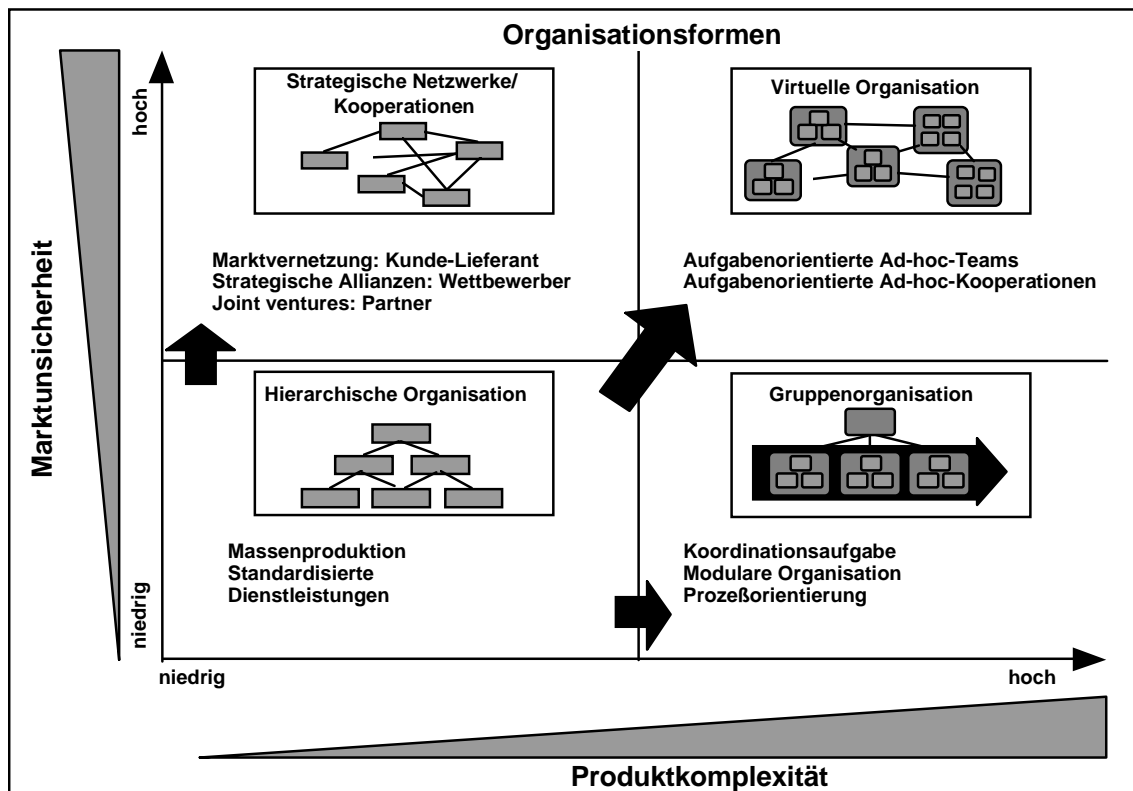 Organisationsformen
Marktunsicherheit
hoch
niedrig
Strategische Netzwerke/
Kooperationen
Marktvernetzung: Kunde-Lieferant
Strategische Allianzen: Wettbewerber
Joint ventures: Partner
Virtuelle Organisation
Aufgabenorientierte Ad-hoc-Teams
Aufgabenorientierte Ad-hoc-Kooperationen
Hierarchische Organisation
Massenproduktion
Standardisierte
Dienstleistungen
Gruppenorganisation
Koordinationsaufgabe
Modulare Organisation
Prozeßorientierung
niedrig
hoch
Produktkomplexität